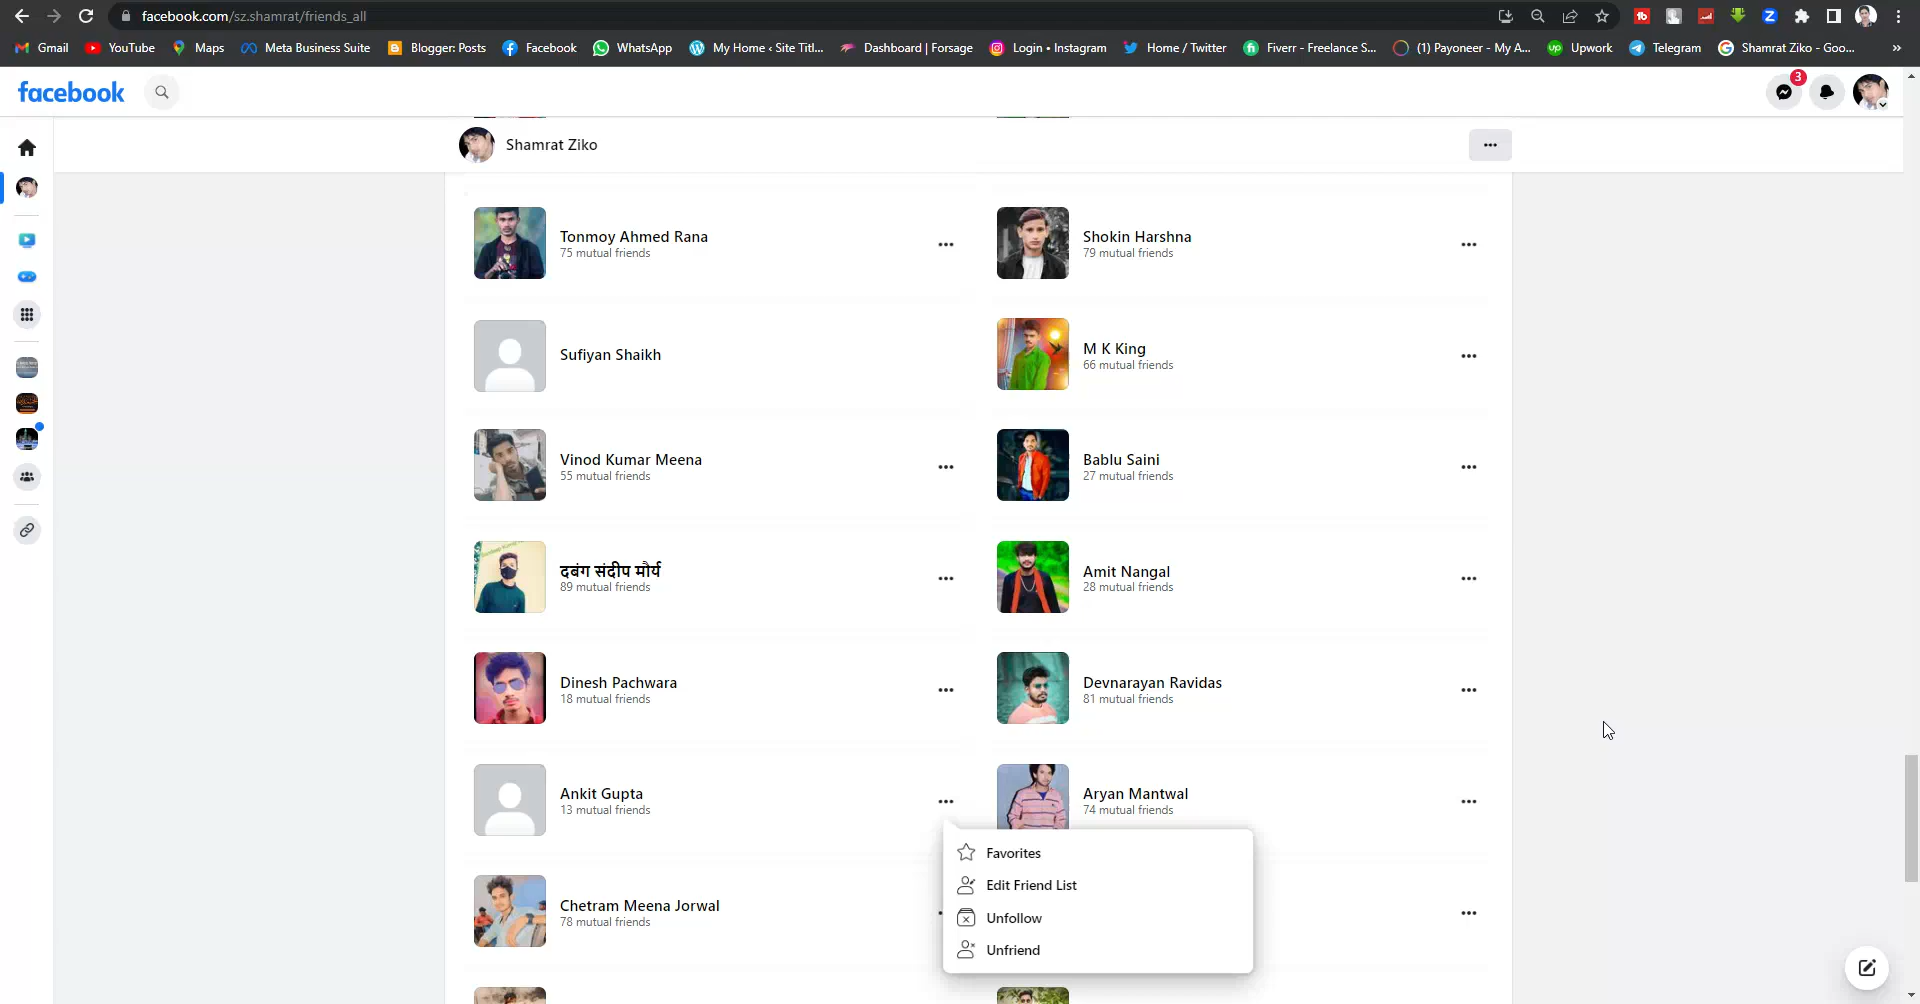 facebook.com/sz.shamrat/friends_all
Gmail
YouTube
Maps
Meta Business Suite
Blogger: Posts
Facebook
WhatsApp
My Home ‹ Site Titl...
Dashboard | Forsage
Login • Instagram
Home / Twitter
Fiverr - Freelance S...
(1) Payoneer - My A...
Upwork
Telegram
Shamrat Ziko - Goo...
»
facebook
3
Shamrat Ziko
Tonmoy Ahmed Rana
75 mutual friends
Shokin Harshna
79 mutual friends
Sufiyan Shaikh
M K King
66 mutual friends
Vinod Kumar Meena
55 mutual friends
Bablu Saini
27 mutual friends
दबंग संदीप मौर्य
89 mutual friends
Amit Nangal
28 mutual friends
Dinesh Pachwara
18 mutual friends
Devnarayan Ravidas
81 mutual friends
Ankit Gupta
13 mutual friends
Aryan Mantwal
74 mutual friends
Favorites
Edit Friend List
Unfollow
Unfriend
Chetram Meena Jorwal
78 mutual friends